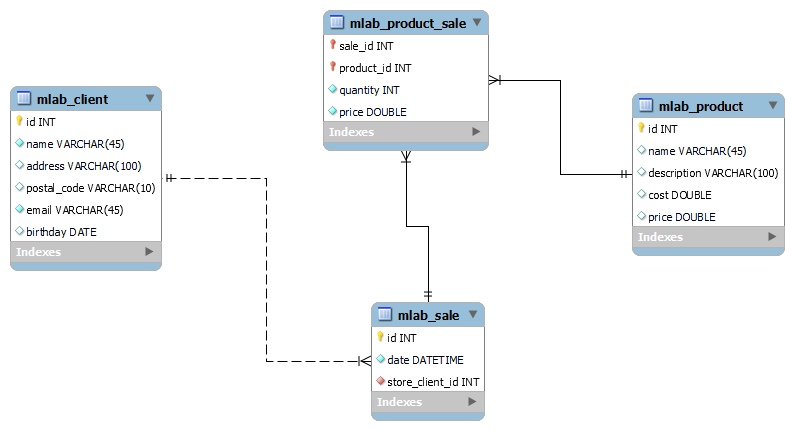 mlab_product_sale
sale_id INT
product_id INT
quantity INT
price DOUBLE
Indexes
mlab_client
id INT
name VARCHAR(45)
address VARCHAR(100)
postal_code VARCHAR(10)
email VARCHAR(45)
birthday DATE
Indexes
mlab_product
id INT
name VARCHAR(45)
description VARCHAR(100)
cost DOUBLE
price DOUBLE
Indexes
mlab_sale
id INT
date DATETIME
store_client_id INT
Indexes